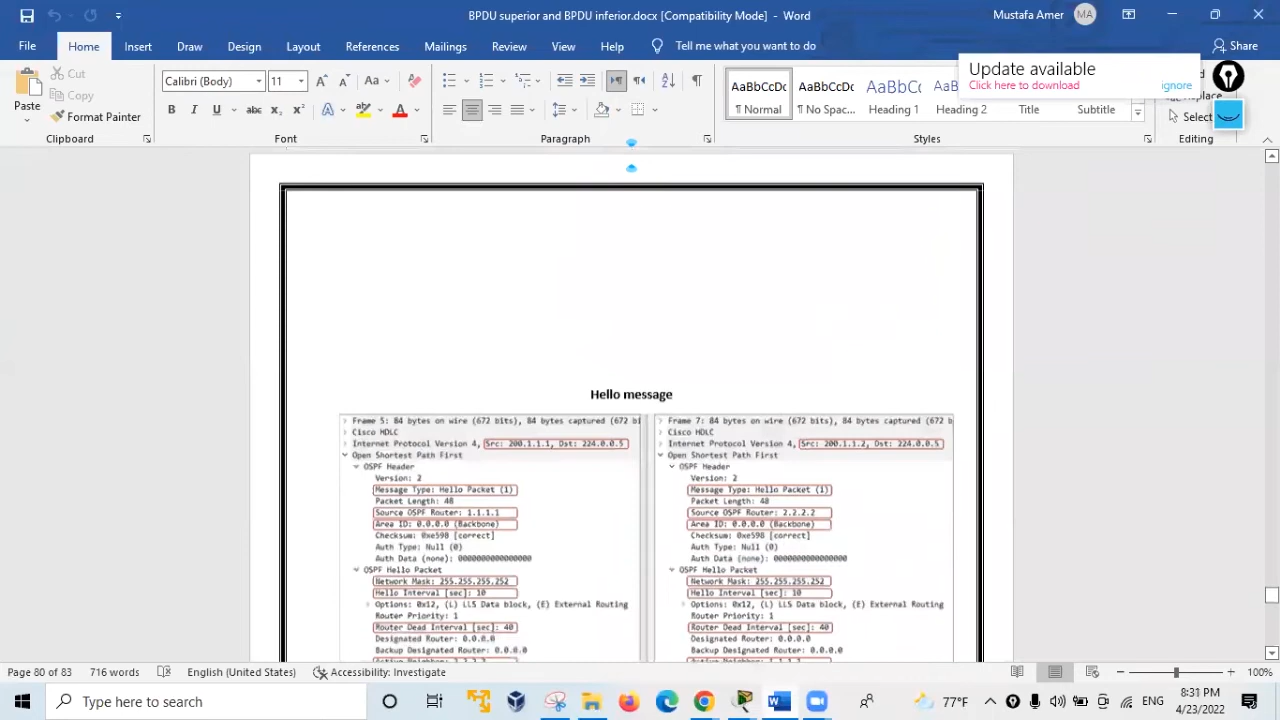 BPDU superior and BPDU inferior.docx [Compatibility Mode] - Word
Mustafa Amer
MA
File
Home
Insert
Draw
Design
Layout
References
Mailings
Review
View
Help
Tell me what you want to do
Share
Update available
Click here to download
ignore
Paste
Cut
Copy
Format Painter
Clipboard
Calibri (Body)
11
Font
Paragraph
AaBbCcDc
¶ Normal
AaBbCcDc
¶ No Spac...
AaBbCc
Heading 1
Heading 2
Title
Subtitle
Styles
Select
Editing
Hello message
Frame 5: 84 bytes on wire (672 bits), 84 bytes captured (672 bi
Cisco HDLC
Internet Protocol Version 4, Src: 200.1.1.1, Dst: 224.0.0.5
Open Shortest Path First
OSPF Header
Version: 2
Message Type: Hello Packet (1)
Packet Length: 48
Source OSPF Router: 1.1.1.1
Area ID: 0.0.0.0 (Backbone)
Checksum: 0xe598 [correct]
Auth Type: Null (0)
Auth Data (none): 0000000000000000
OSPF Hello Packet
Network Mask: 255.255.255.252
Hello Interval [sec]: 10
Options: 0x12, (L) LLS Data block, (E) External Routing
Router Priority: 1
Router Dead Interval [sec]: 40
Designated Router: 0.0.0.0
Backup Designated Router: 0.0.0.0
Frame 7: 84 bytes on wire (672 bits), 84 bytes captured (672 b
Cisco HDLC
Internet Protocol Version 4, Src: 200.1.1.2, Dst: 224.0.0.5
Open Shortest Path First
OSPF Header
Version: 2
Message Type: Hello Packet (1)
Packet Length: 48
Source OSPF Router: 2.2.2.2
Area ID: 0.0.0.0 (Backbone)
Checksum: 0xe598 [correct]
Auth Type: Null (0)
Auth Data (none): 0000000000000000
OSPF Hello Packet
Network Mask: 255.255.255.252
Hello Interval [sec]: 10
Options: 0x12, (L) LLS Data block, (E) External Routing
Router Priority: 1
Router Dead Interval [sec]: 40
Designated Router: 0.0.0.0
Backup Designated Router: 0.0.0.0
Page 80 of 83
716 words
English (United States)
Accessibility: Investigate
100%
Type here to search
77°F
ENG
8:31 PM
4/23/2022